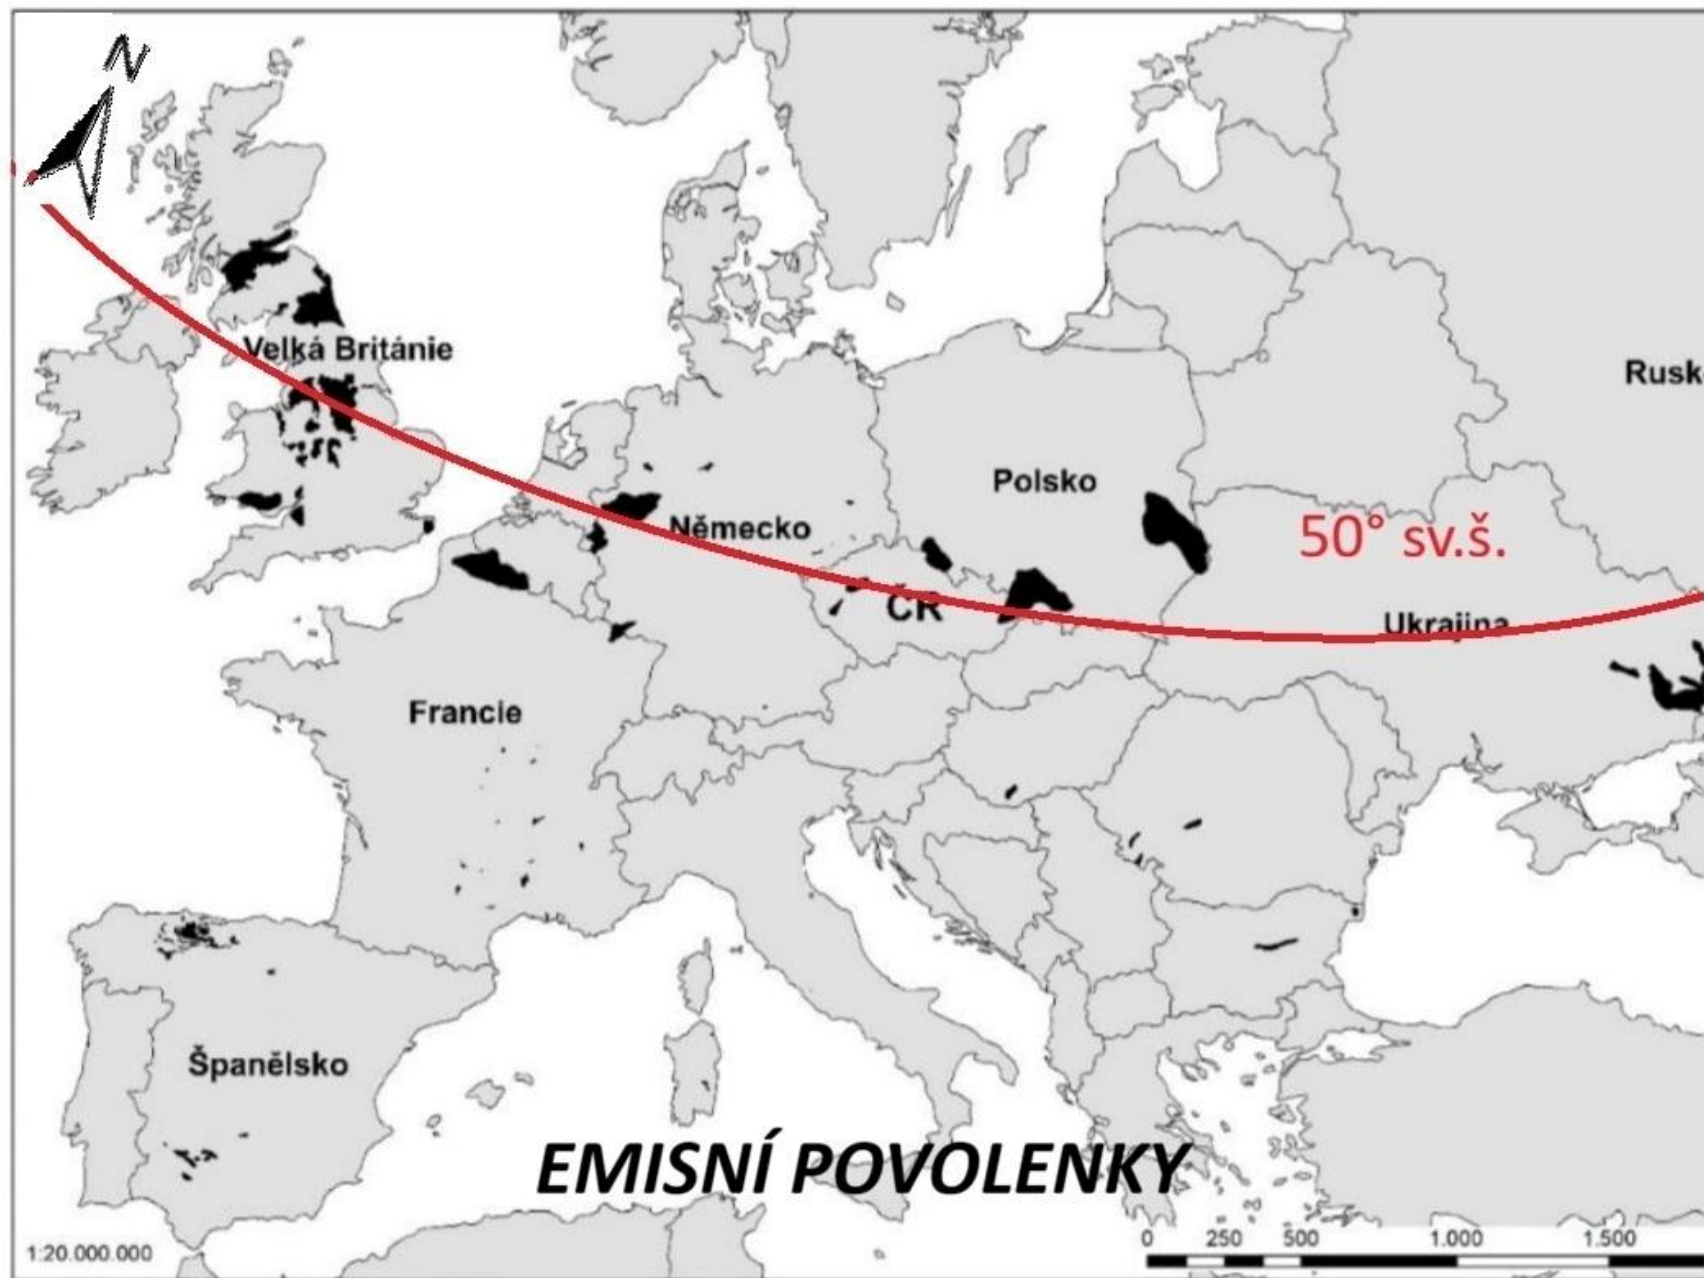 N
Velká Británie
Rusk
Polsko
Německo
50° sv.š.
ČR
Ukrajina
Francie
Španělsko
EMISNÍ POVOLENKY
1:20.000.000
0 250 500 1.000 1.500